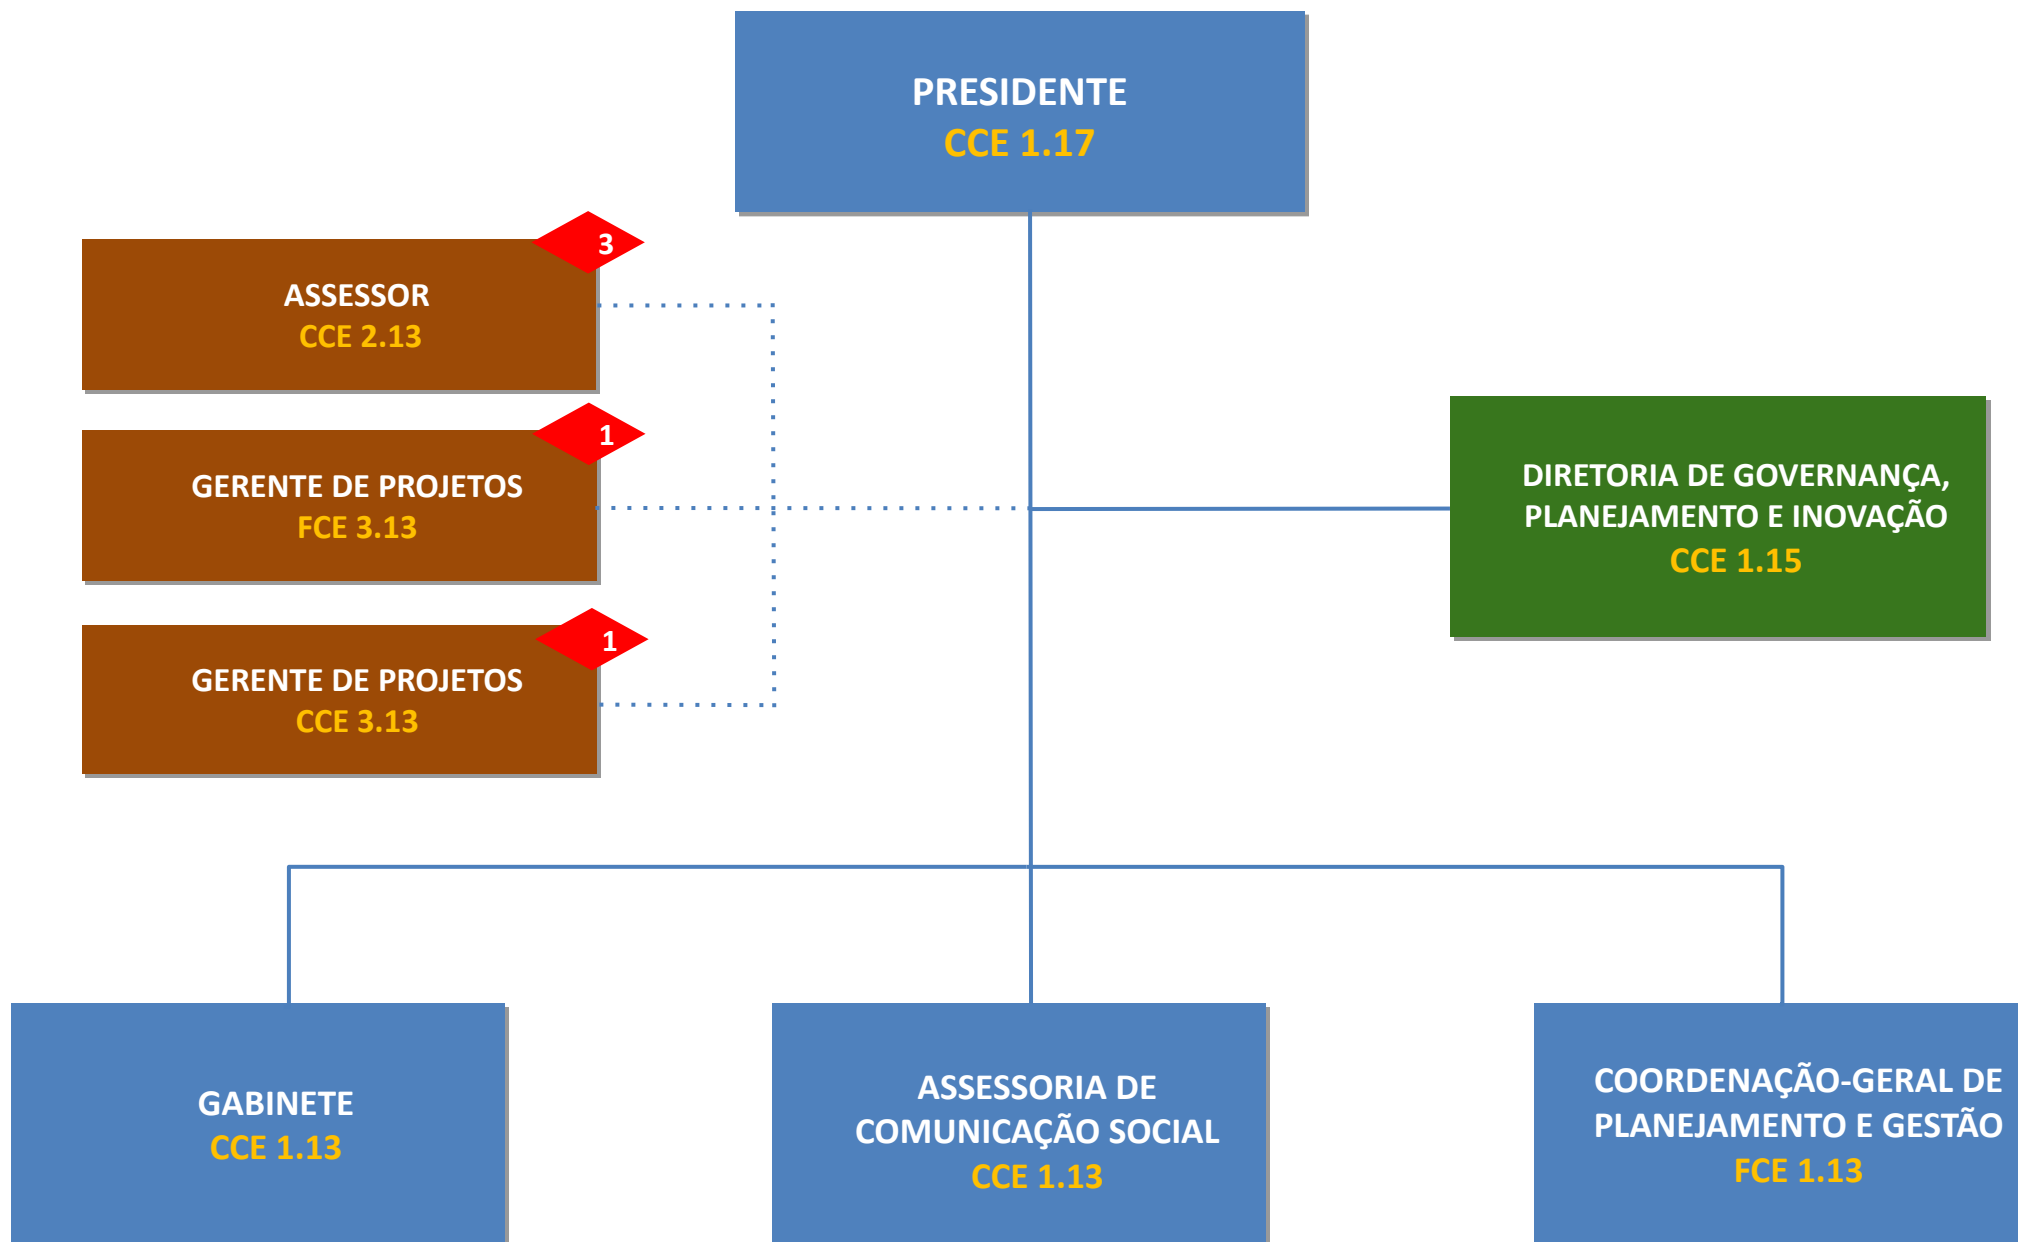 PRESIDENTE
CCE 1.17
3
ASSESSOR
CCE 2.13
1
GERENTE DE PROJETOS
FCE 3.13
1
GERENTE DE PROJETOS
CCE 3.13
DIRETORIA DE GOVERNANÇA,
PLANEJAMENTO E INOVAÇÃO
CCE 1.15
GABINETE
CCE 1.13
ASSESSORIA DE
COMUNICAÇÃO SOCIAL
CCE 1.13
COORDENAÇÃO-GERAL DE
PLANEJAMENTO E GESTÃO
FCE 1.13